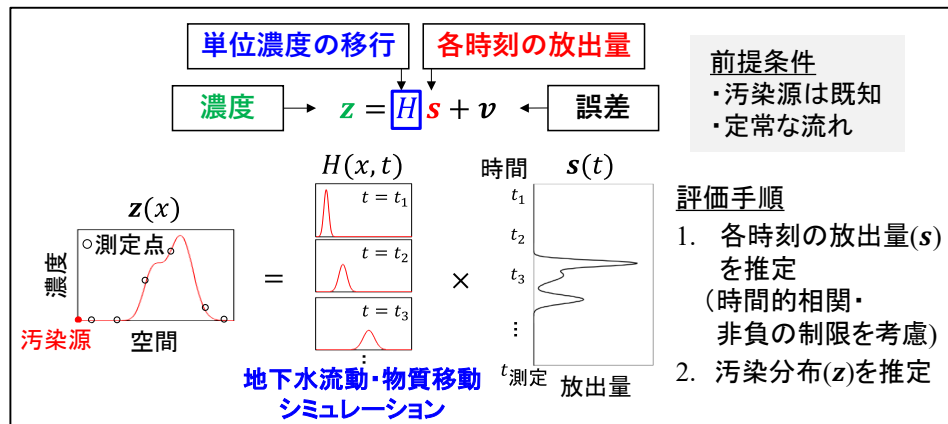 単位濃度の移行
各時刻の放出量
濃度
z = H s + v
誤差
前提条件
・汚染源は既知
・定常な流れ
z(x)
○測定点
濃度
汚染源
空間
=
H(x, t)
t = t₁
t = t₂
t = t₃
⋮
地下水流動・物質移動
シミュレーション
×
時間
s(t)
t₁
t₂
t₃
⋮
t測定
放出量
評価手順
1. 各時刻の放出量(s)
を推定
（時間的相関・
非負の制限を考慮)
2. 汚染分布(z)を推定